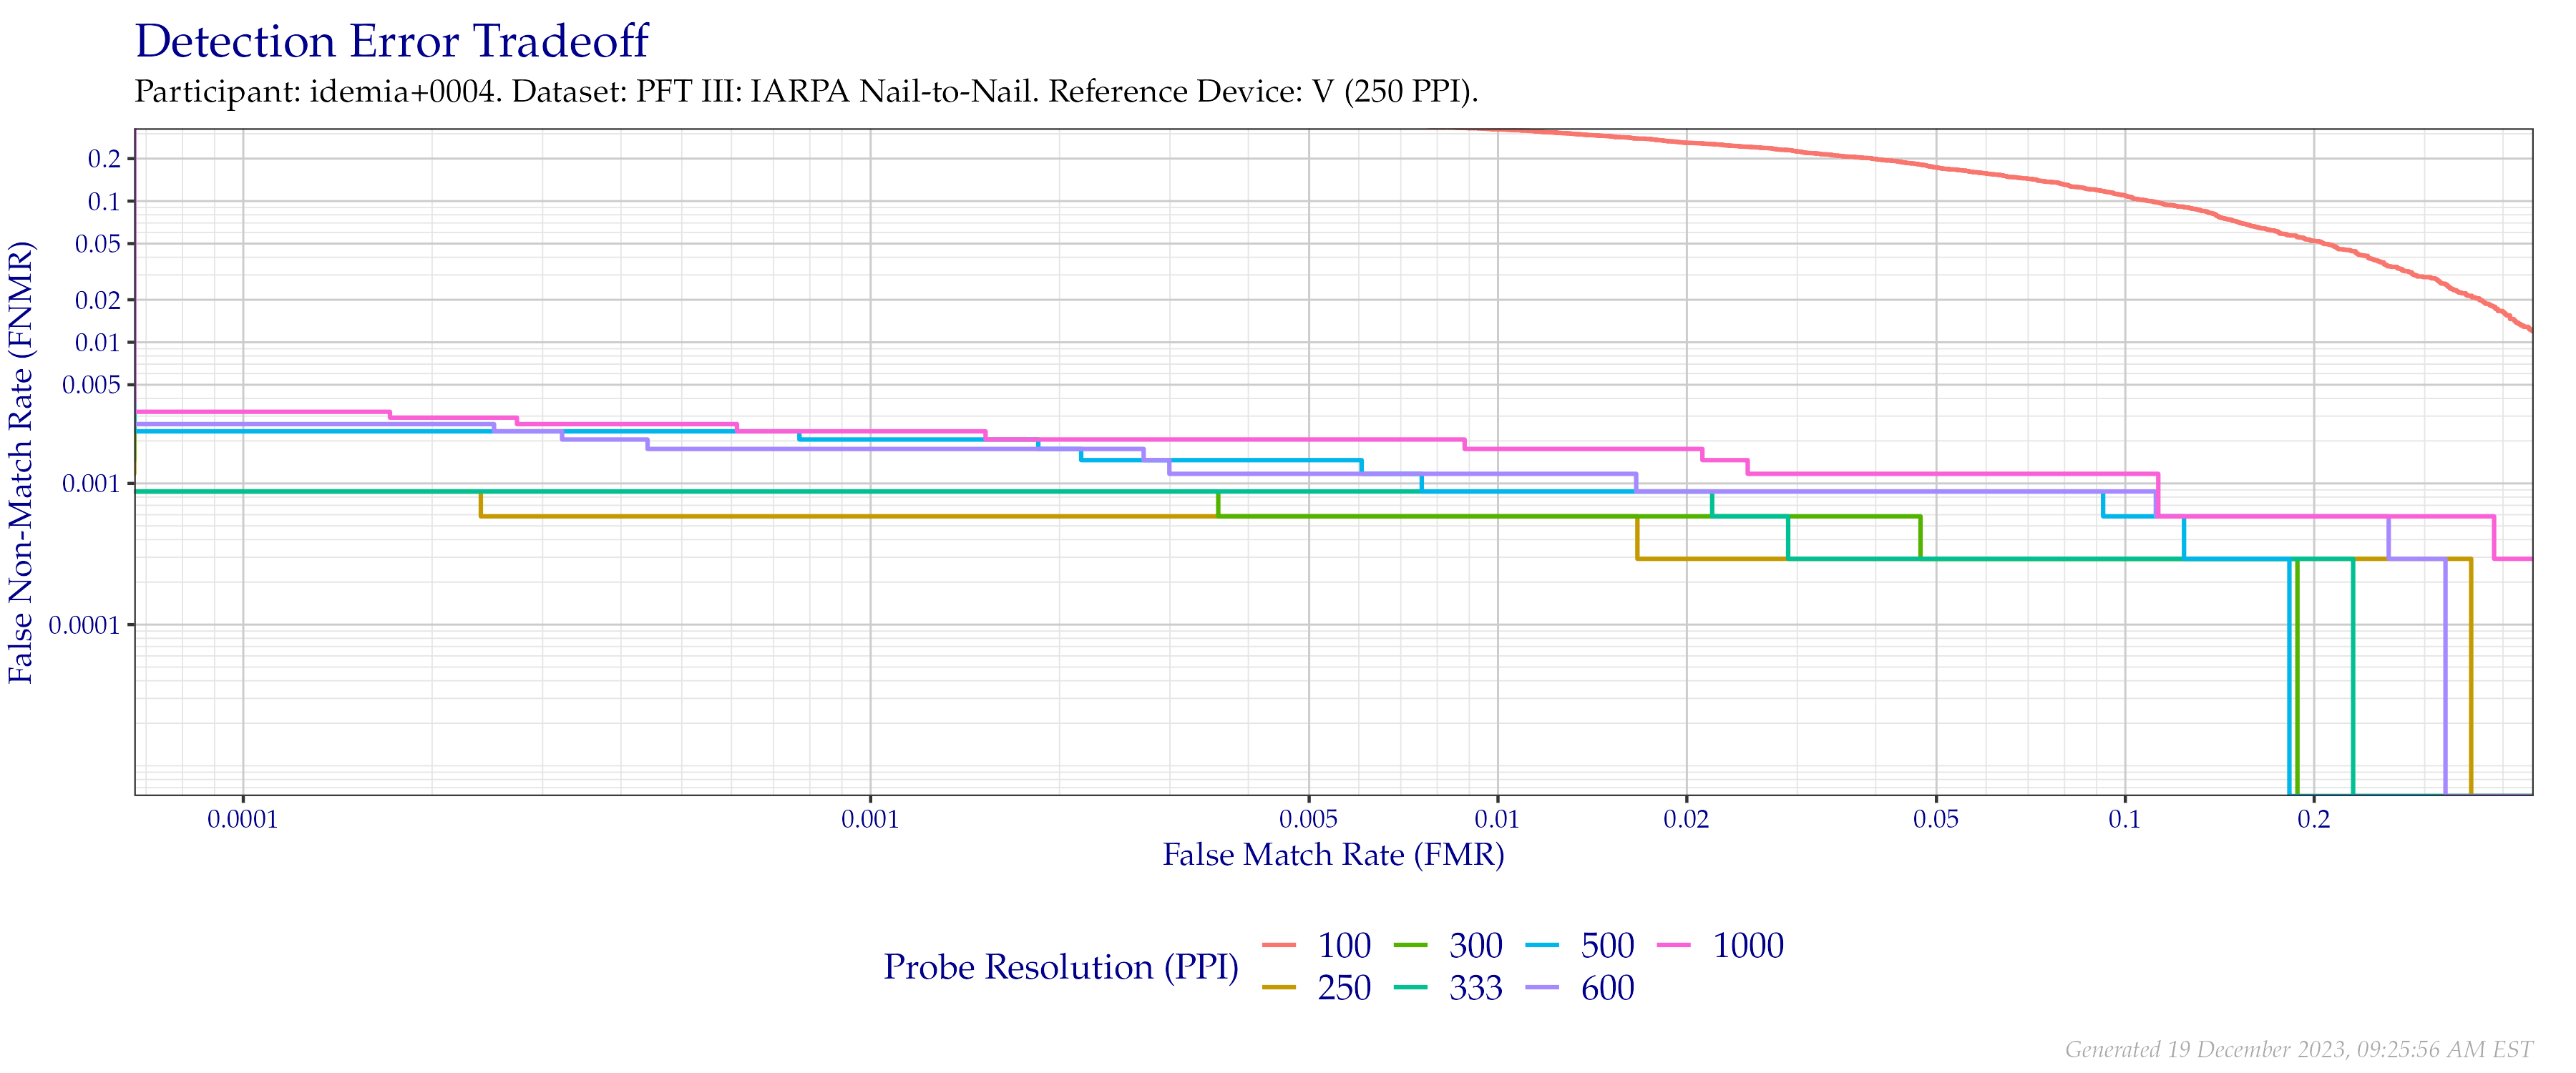 Detection Error Tradeoff
Participant: idemia+0004. Dataset: PFT III: IARPA Nail-to-Nail. Reference Device: V (250 PPI).
False Non-Match Rate (FNMR)
0.2
0.1
0.05
0.02
0.01
0.005
0.001
0.0001
0.0001 0.001 0.005 0.01 0.02 0.05 0.1 0.2
False Match Rate (FMR)
Probe Resolution (PPI)
100 300 500 1000
250 333 600
Generated 19 December 2023, 09:25:56 AM EST